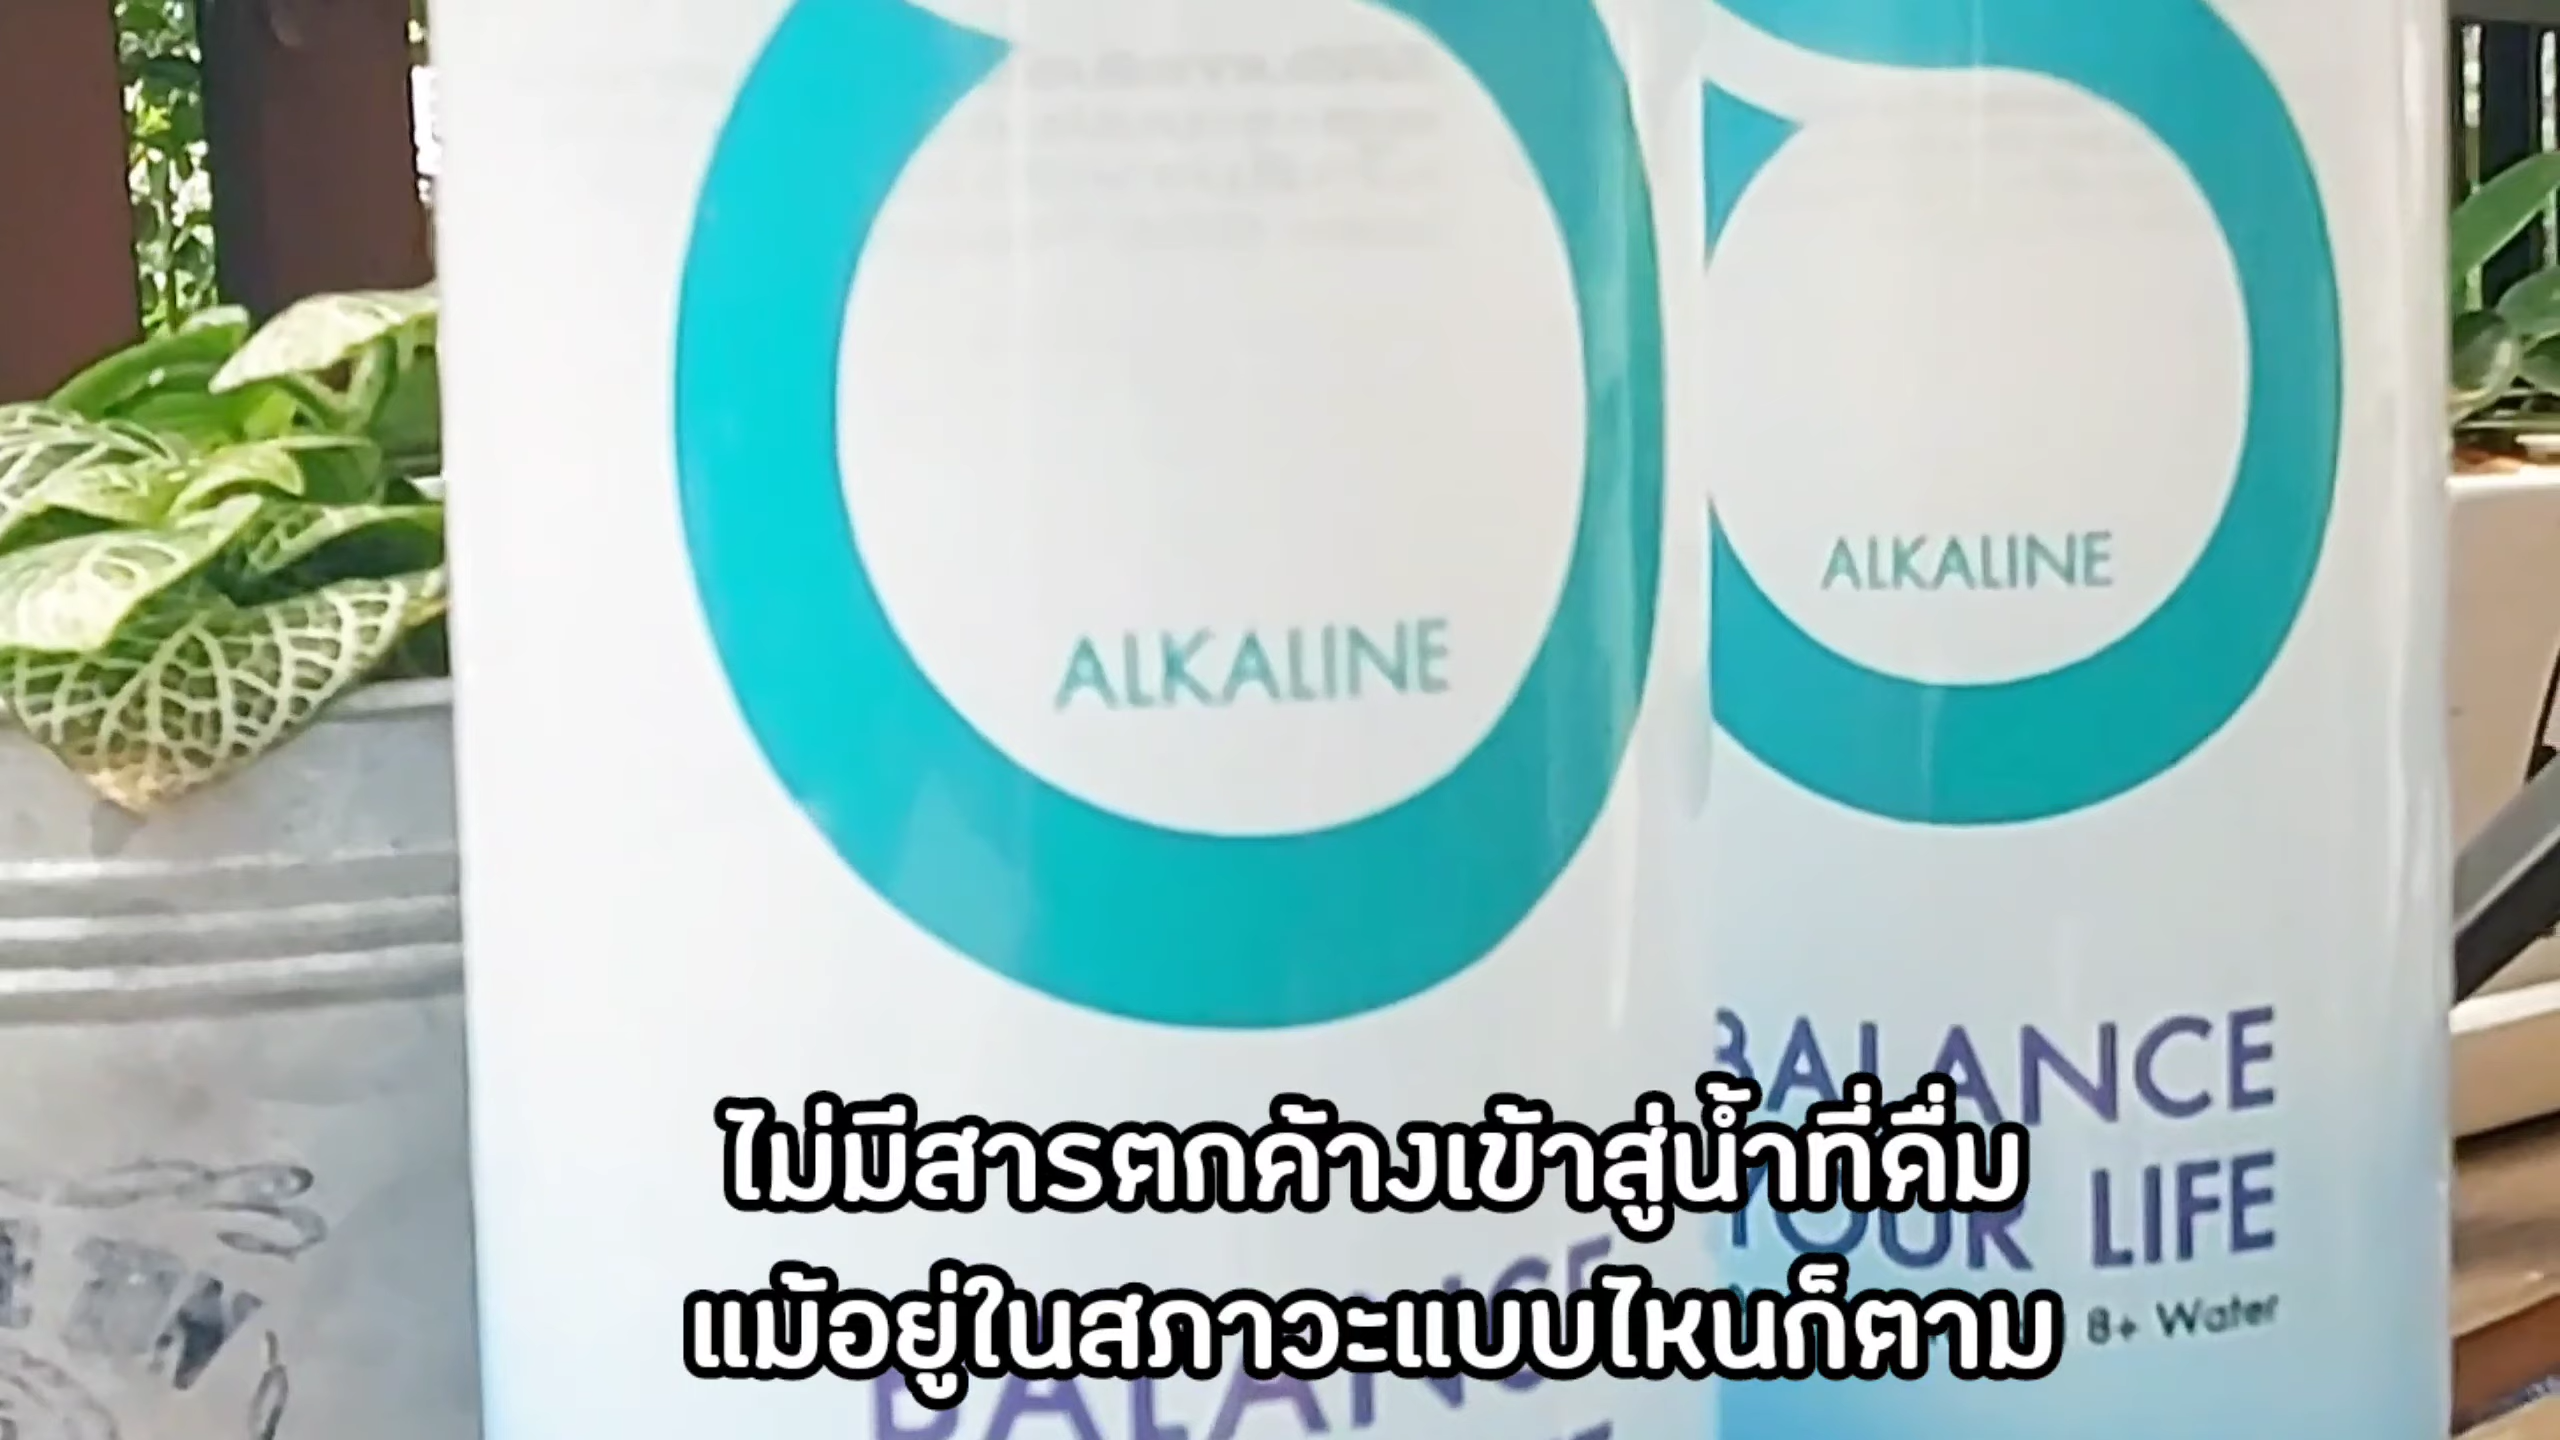 ALKALINE
ALKALINE
BALANCE
YOUR LIFE
8+ Water
ไม่มีสารตกค้างเข้าสู่น้ำที่ดื่ม
แม้อยู่ในสภาวะแบบไหนก็ตาม
BALANCE